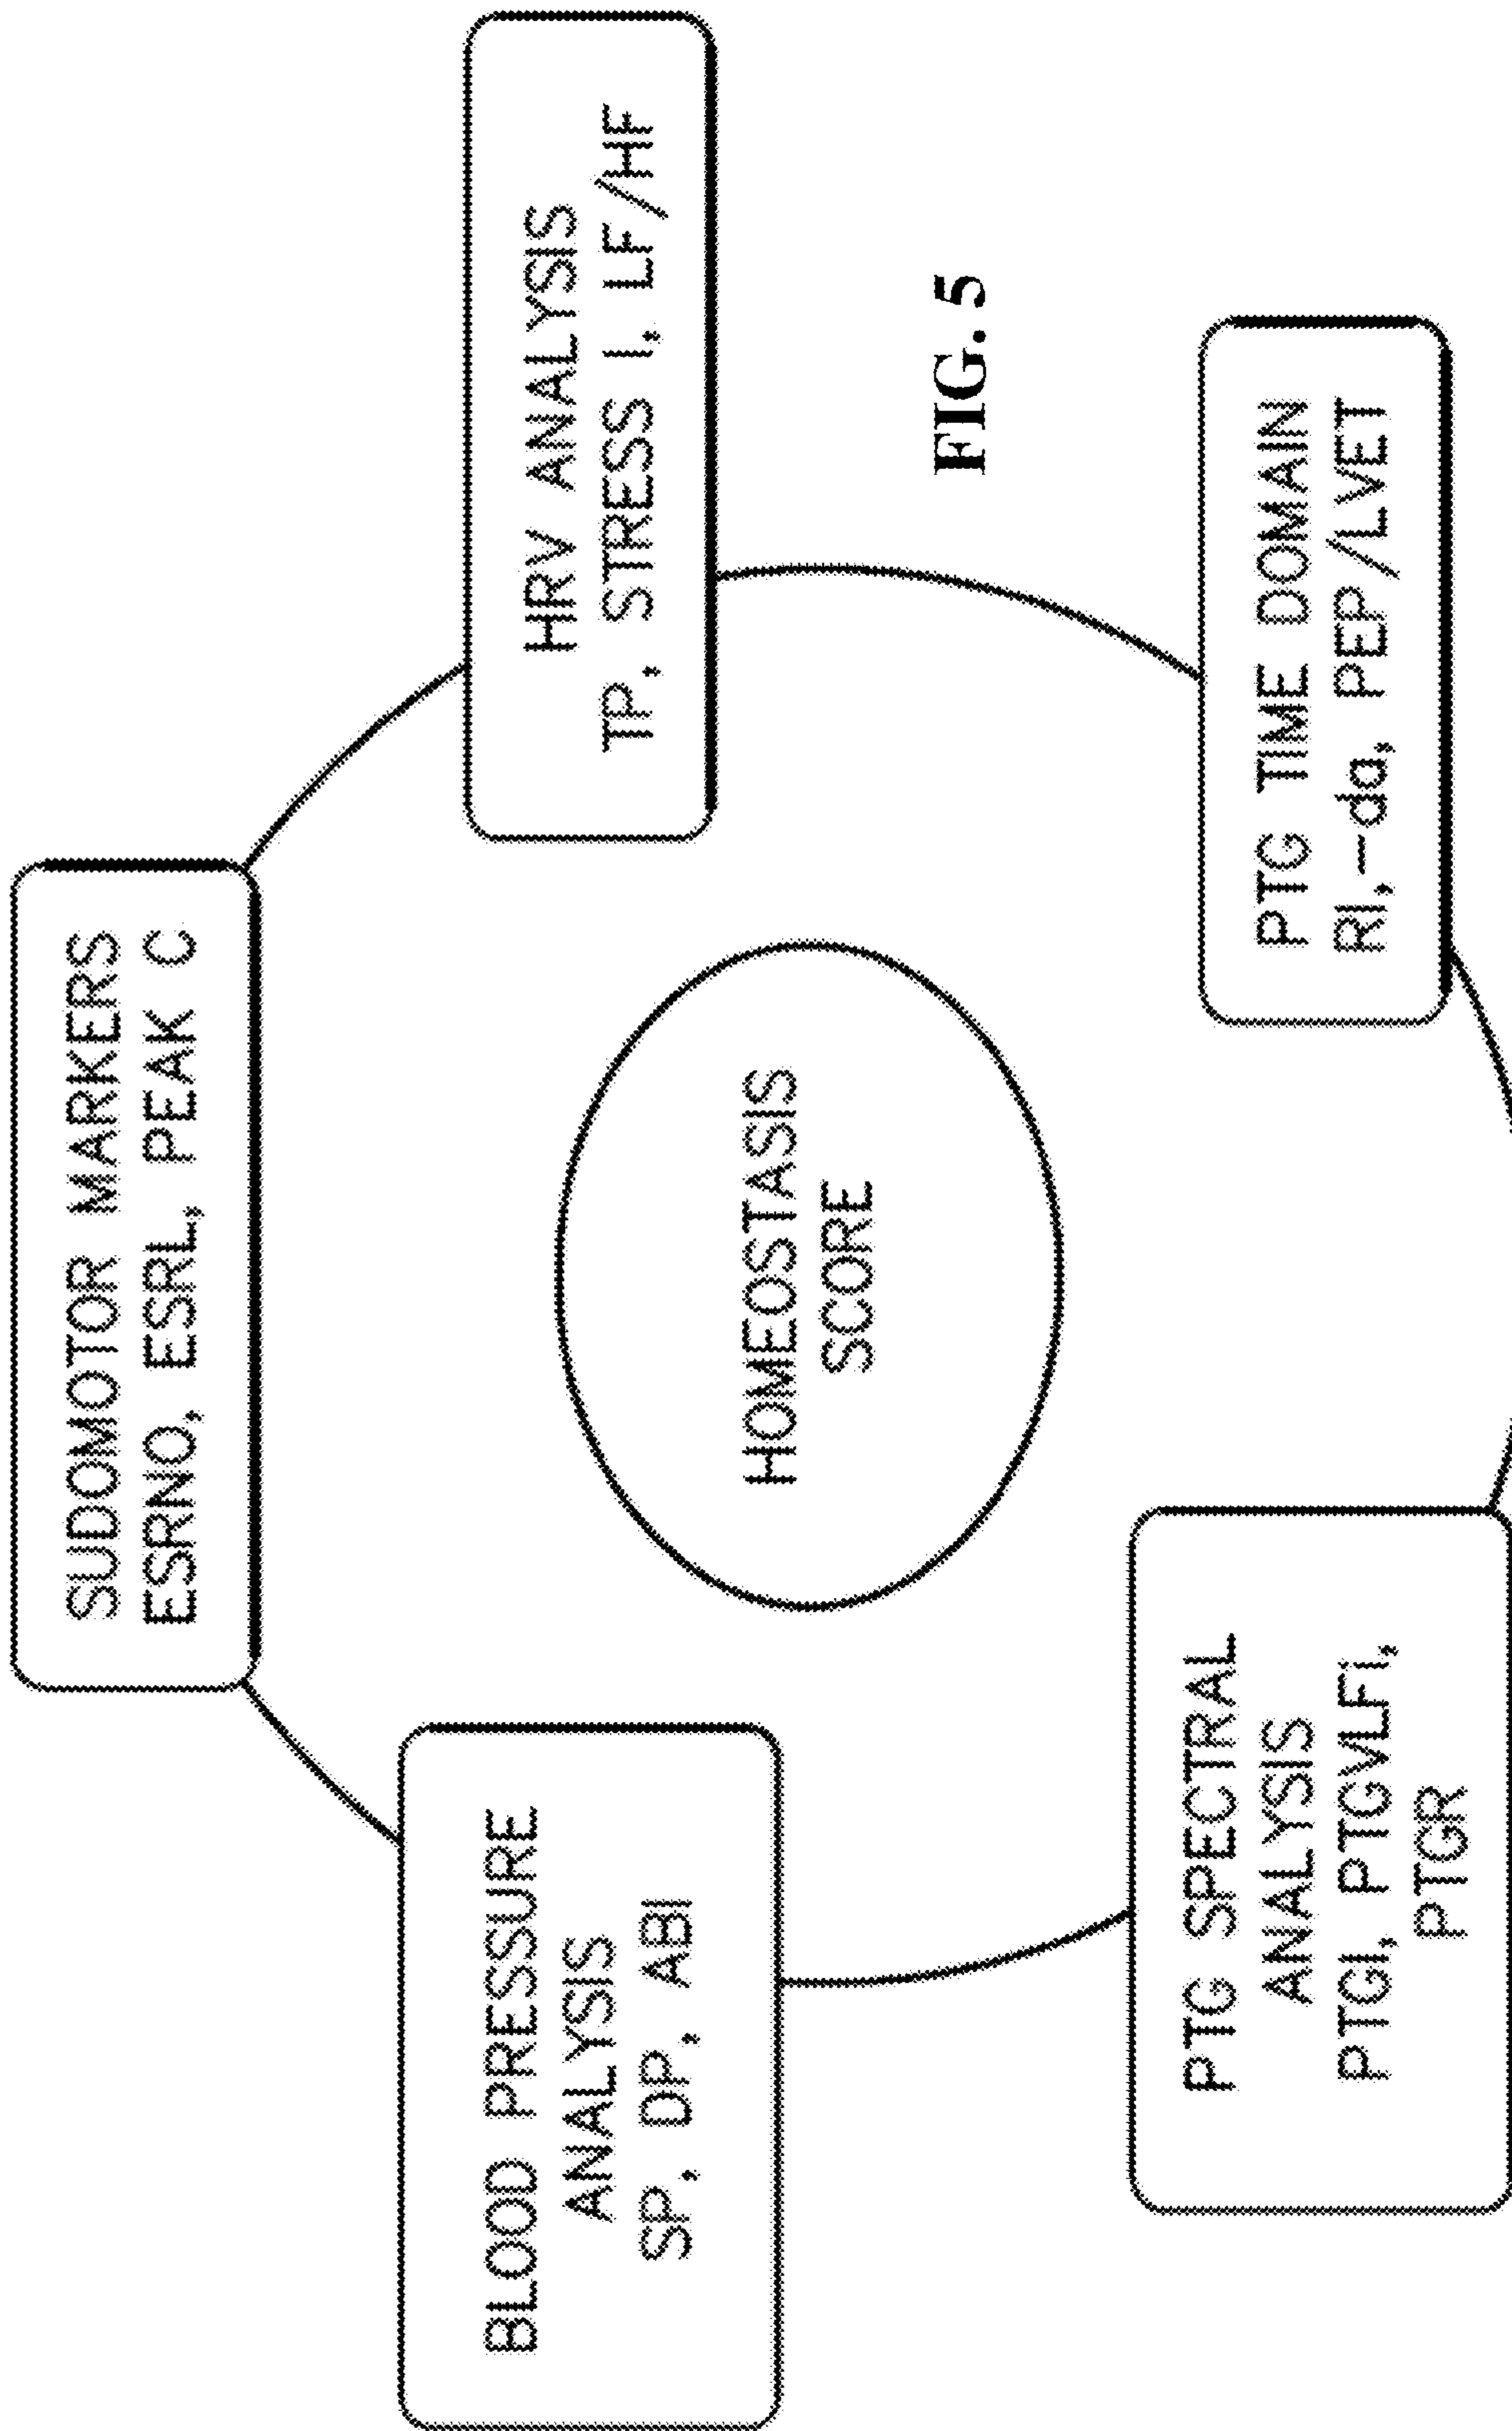 SUDOMOTOR MARKERS
ESRNO, ESRL, PEAK C
BLOOD PRESSURE
ANALYSIS
SP, DP, ABI
HRV ANALYSIS
TP, STRESS I, LF/HF
HOMEOSTASIS
SCORE
FIG. 5
PTG SPECTRAL
ANALYSIS
PTGI, PTGVLFI,
PTGR
PTG TIME DOMAIN
RI,-da, PEP/LVET